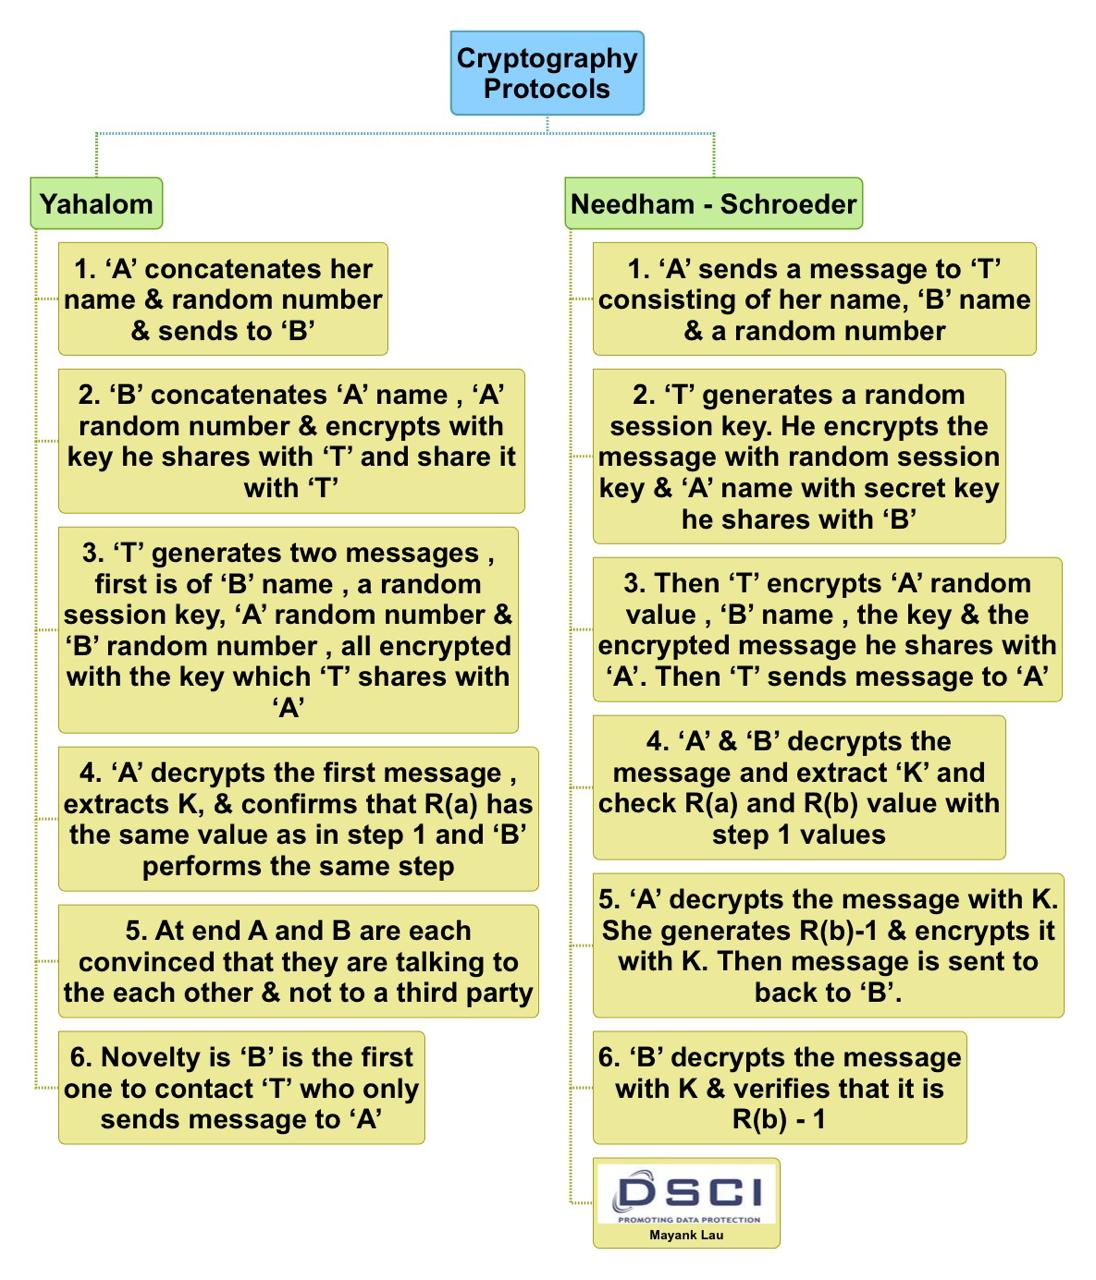 Cryptography
Protocols
Yahalom
1. ‘A’ concatenates her
name & random number
& sends to ‘B’
2. ‘B’ concatenates ‘A’ name , ‘A’
random number & encrypts with
key he shares with ‘T’ and share it
with ‘T’
3. ‘T’ generates two messages ,
first is of ‘B’ name , a random
session key, ‘A’ random number &
‘B’ random number , all encrypted
with the key which ‘T’ shares with
‘A’
4. ‘A’ decrypts the first message ,
extracts K, & confirms that R(a) has
the same value as in step 1 and ‘B’
performs the same step
5. At end A and B are each
convinced that they are talking to
the each other & not to a third party
6. Novelty is ‘B’ is the first
one to contact ‘T’ who only
sends message to ‘A’
Needham - Schroeder
1. ‘A’ sends a message to ‘T’
consisting of her name, ‘B’ name
& a random number
2. ‘T’ generates a random
session key. He encrypts the
message with random session
key & ‘A’ name with secret key
he shares with ‘B’
3. Then ‘T’ encrypts ‘A’ random
value , ‘B’ name , the key & the
encrypted message he shares with
‘A’. Then ‘T’ sends message to ‘A’
4. ‘A’ & ‘B’ decrypts the
message and extract ‘K’ and
check R(a) and R(b) value with
step 1 values
5. ‘A’ decrypts the message with K.
She generates R(b)-1 & encrypts it
with K. Then message is sent to
back to ‘B’.
6. ‘B’ decrypts the message
with K & verifies that it is
R(b) - 1
DSCI
PROMOTING DATA PROTECTION
Mayank Lau